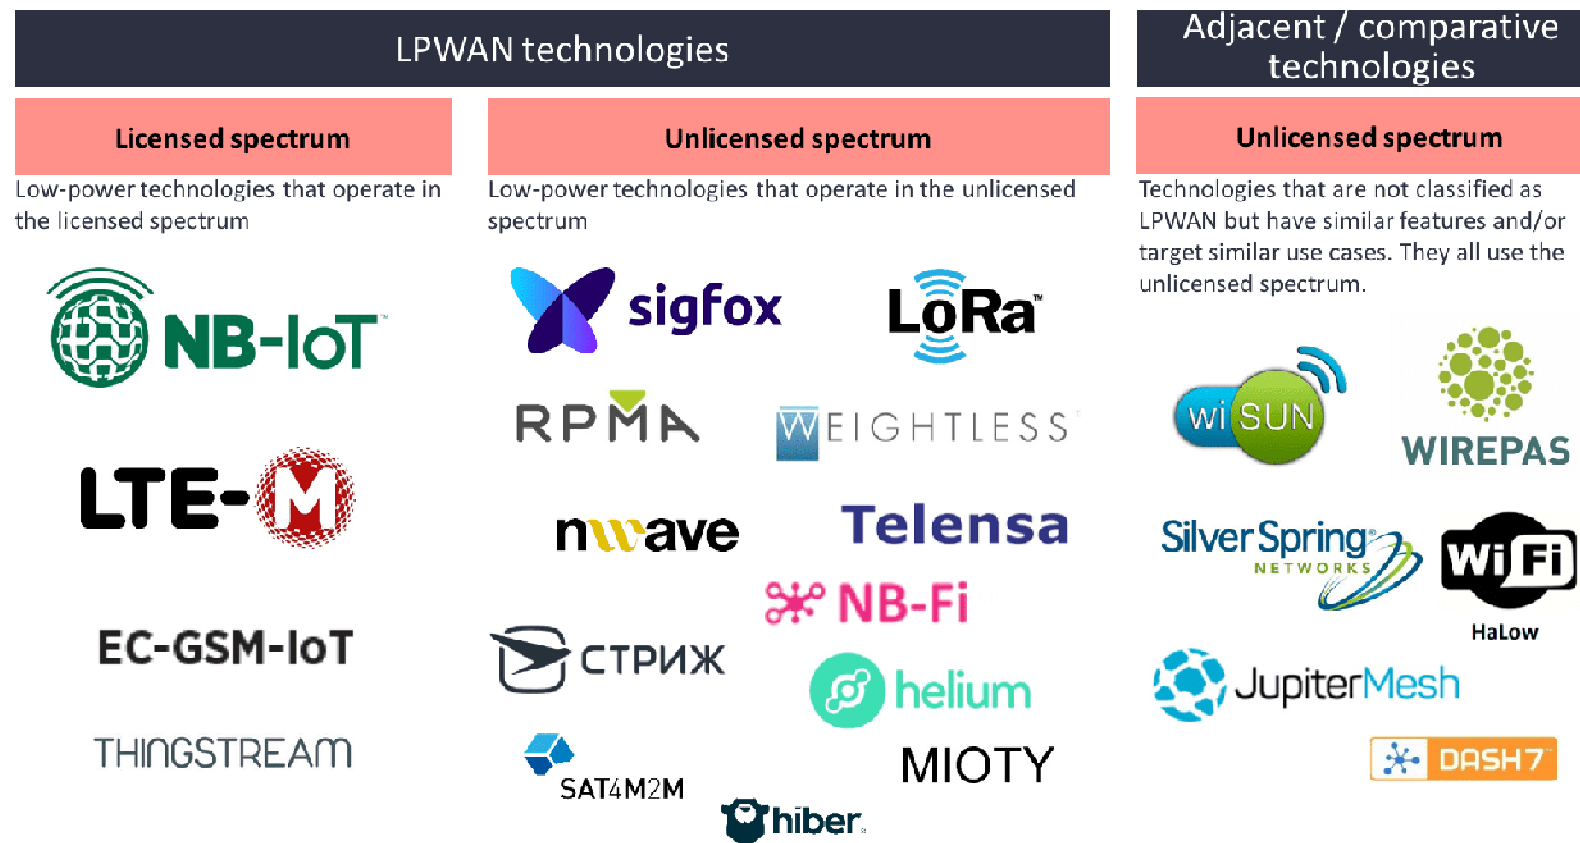 LPWAN technologies
Adjacent / comparative
technologies
Licensed spectrum
Low-power technologies that operate in
the licensed spectrum
NB-IoT™
LTE-M
EC-GSM-IoT
THINGSTREAM
Unlicensed spectrum
Low-power technologies that operate in the unlicensed
spectrum
sigfox
LoRa™
RPMA
WEIGHTLESS
nwave
Telensa
NB-Fi
СТРИЖ
helium
SAT4M2M
MIOTY
hiber
Unlicensed spectrum
Technologies that are not classified as
LPWAN but have similar features and/or
target similar use cases. They all use the
unlicensed spectrum.
wi SUN
WIREPAS
Silver Spring®
NETWORKS
Wi Fi
HaLow
JupiterMesh
DASH7™